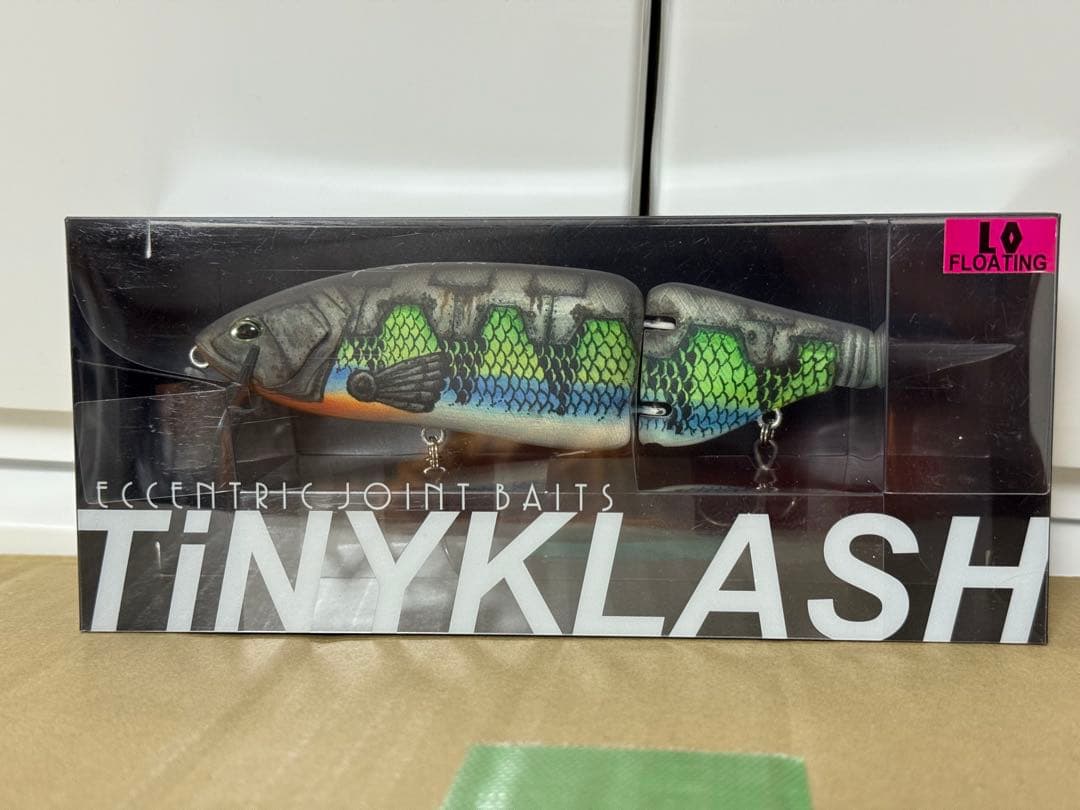 LO
FLOATING
ECCENTRIC JOINT BAITS
TiNYKLASH